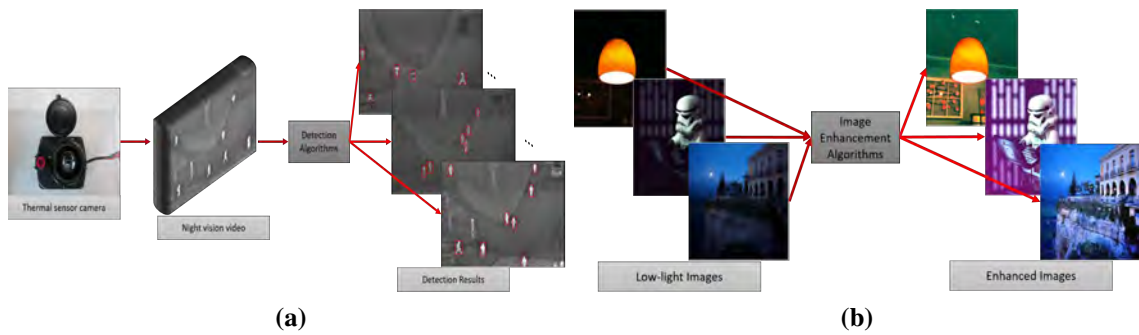 Thermal sensor camera
Night vision video
Detection
Algorithms
Detection Results
(a)
Low-light Images
Image
Enhancement
Algorithms
Enhanced Images
(b)